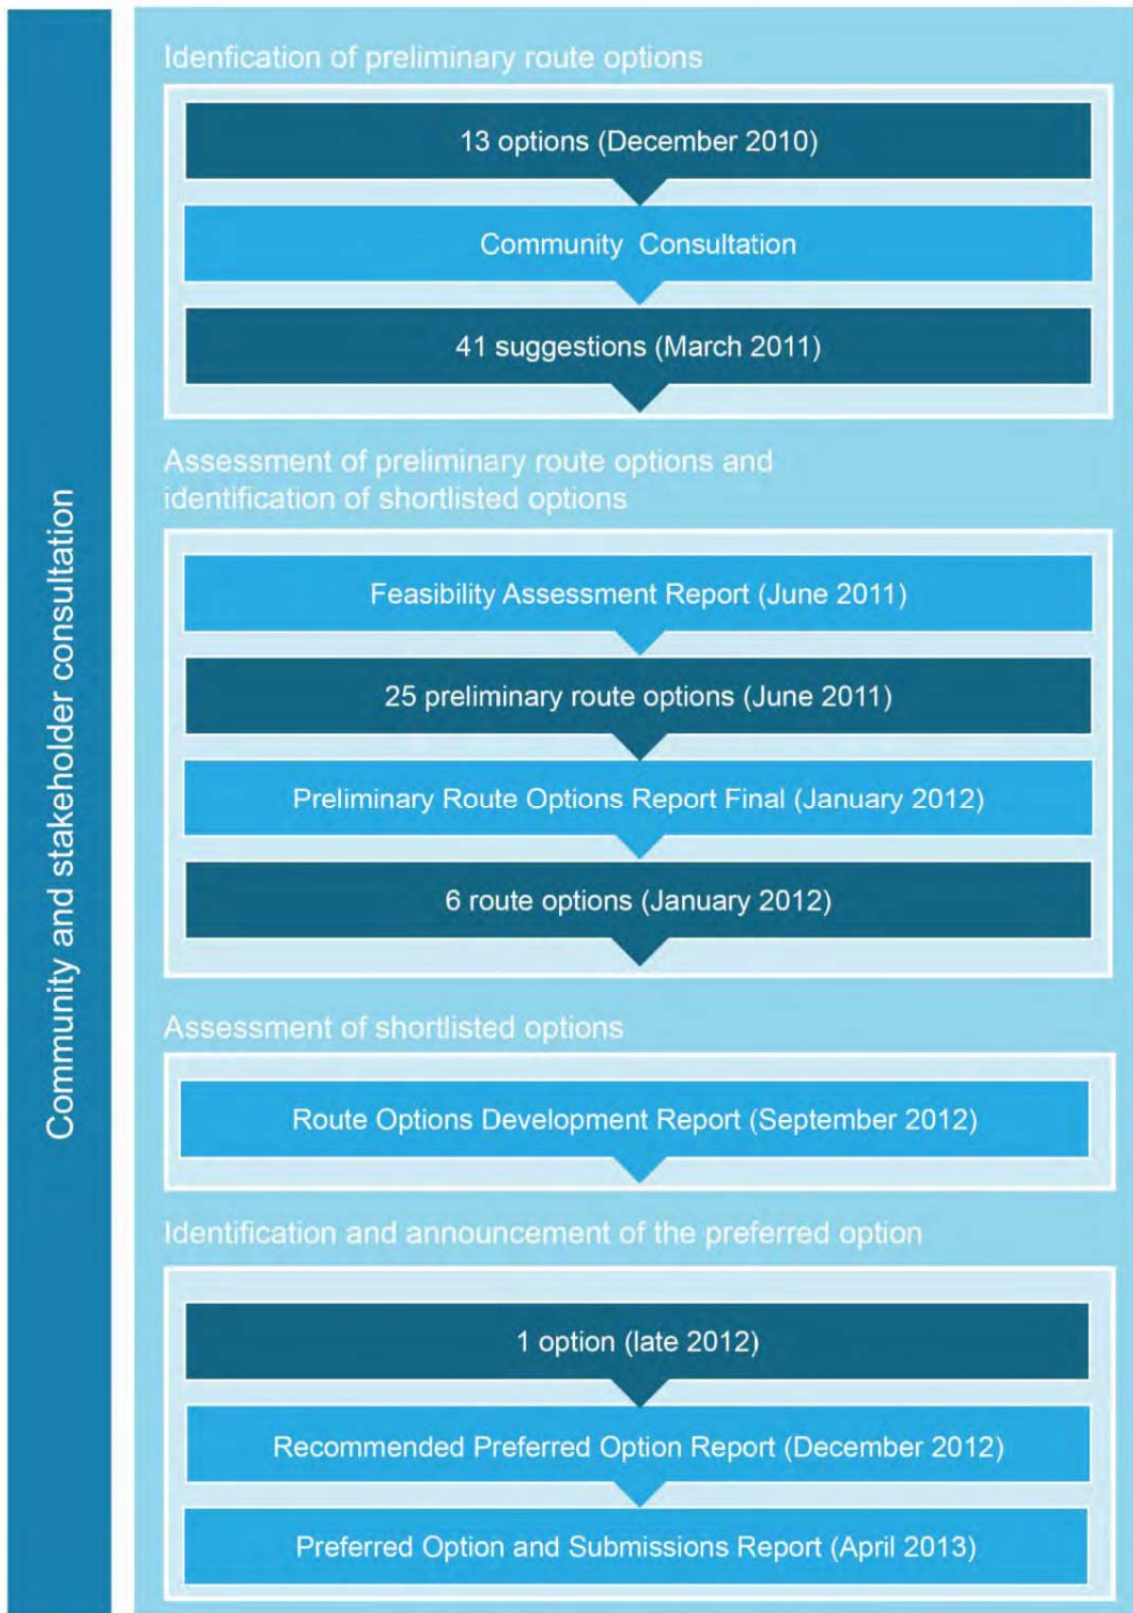 Community and stakeholder consultation
Idenfication of preliminary route options
13 options (December 2010)
Community Consultation
41 suggestions (March 2011)
Assessment of preliminary route options and
identification of shortlisted options
Feasibility Assessment Report (June 2011)
25 preliminary route options (June 2011)
Preliminary Route Options Report Final (January 2012)
6 route options (January 2012)
Assessment of shortlisted options
Route Options Development Report (September 2012)
Identification and announcement of the preferred option
1 option (late 2012)
Recommended Preferred Option Report (December 2012)
Preferred Option and Submissions Report (April 2013)